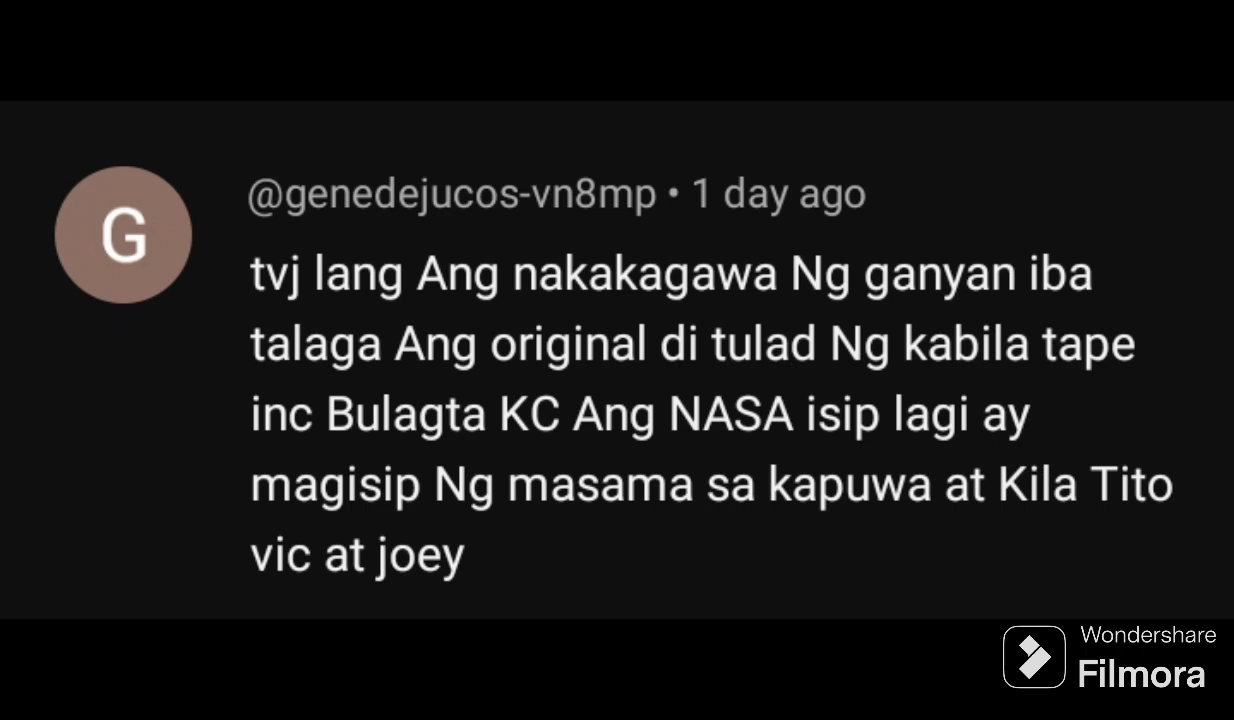 G
@genedejucos-vn8mp • 1 day ago
tvj lang Ang nakakagawa Ng ganyan iba
talaga Ang original di tulad Ng kabila tape
inc Bulagta KC Ang NASA isip lagi ay
magisip Ng masama sa kapuwa at Kila Tito
vic at joey
Wondershare
Filmora